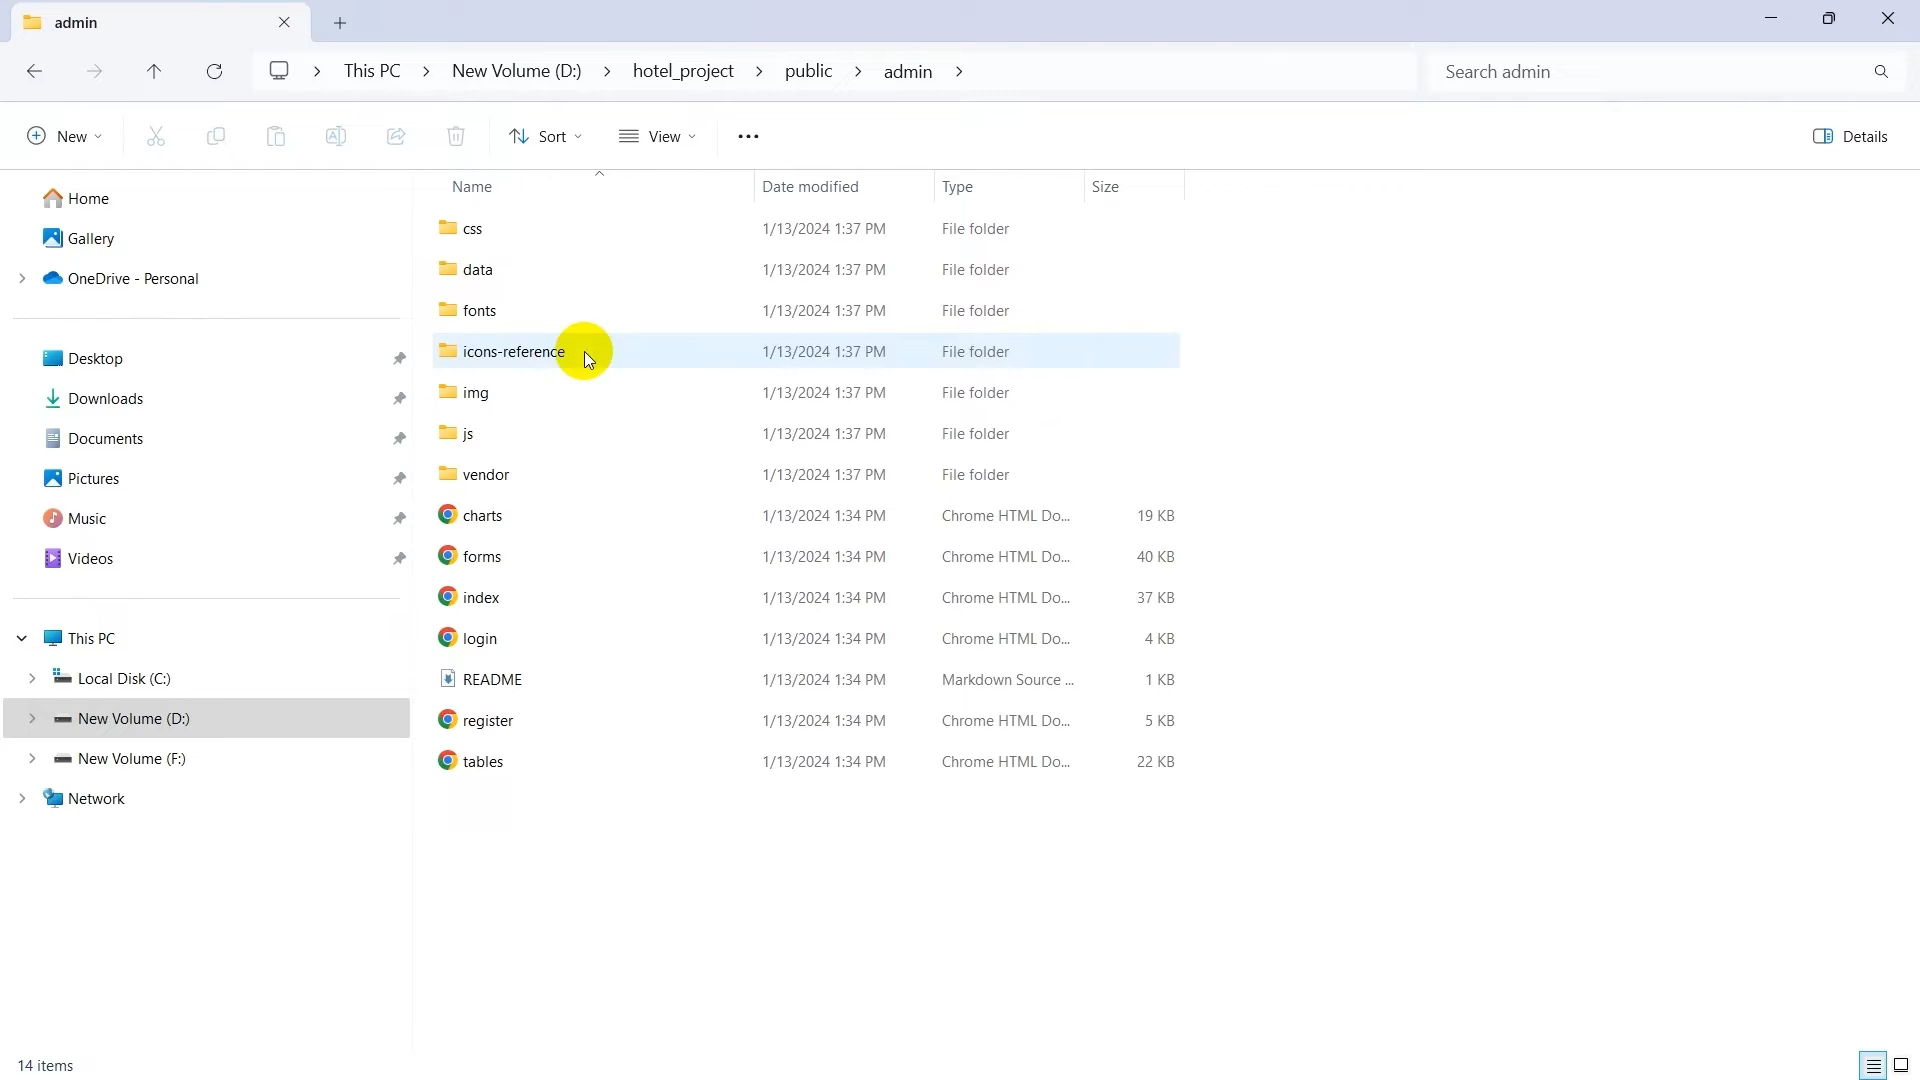 admin
This PC New Volume (D:) hotel_project public admin Search admin
New Sort View Details
Name Date modified Type Size
Home
Gallery
OneDrive - Personal
Desktop
Downloads
Documents
Pictures
Music
Videos
This PC
Local Disk (C:)
New Volume (D:)
New Volume (F:)
Network
css 1/13/2024 1:37 PM File folder
data 1/13/2024 1:37 PM File folder
fonts 1/13/2024 1:37 PM File folder
icons-reference 1/13/2024 1:37 PM File folder
img 1/13/2024 1:37 PM File folder
js 1/13/2024 1:37 PM File folder
vendor 1/13/2024 1:37 PM File folder
charts 1/13/2024 1:34 PM Chrome HTML Do... 19 KB
forms 1/13/2024 1:34 PM Chrome HTML Do... 40 KB
index 1/13/2024 1:34 PM Chrome HTML Do... 37 KB
login 1/13/2024 1:34 PM Chrome HTML Do... 4 KB
README 1/13/2024 1:34 PM Markdown Source ... 1 KB
register 1/13/2024 1:34 PM Chrome HTML Do... 5 KB
tables 1/13/2024 1:34 PM Chrome HTML Do... 22 KB
14 items